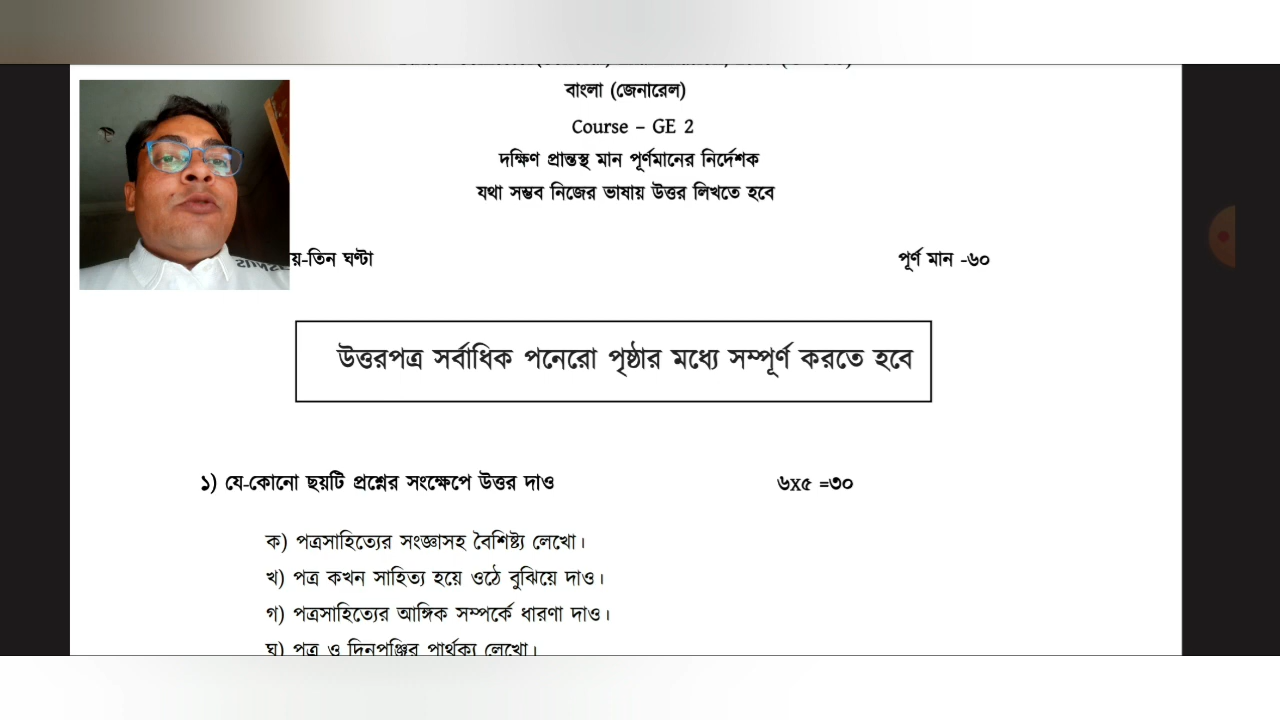 বাংলা (জেনারেল)
Course – GE 2
দক্ষিণ প্রান্তস্থ মান পূর্ণমানের নির্দেশক
যথা সম্ভব নিজের ভাষায় উত্তর লিখতে হবে
য়-তিন ঘণ্টা পূর্ণ মান -৬০
উত্তরপত্র সর্বাধিক পনেরো পৃষ্ঠার মধ্যে সম্পূর্ণ করতে হবে
১) যে-কোনো ছয়টি প্রশ্নের সংক্ষেপে উত্তর দাও ৬x৫ =৩০
ক) পত্রসাহিত্যের সংজ্ঞাসহ বৈশিষ্ট্য লেখো।
খ) পত্র কখন সাহিত্য হয়ে ওঠে বুঝিয়ে দাও।
গ) পত্রসাহিত্যের আঙ্গিক সম্পর্কে ধারণা দাও।
ঘ) পত্র ও দিনপঞ্জির পার্থক্য লেখো।